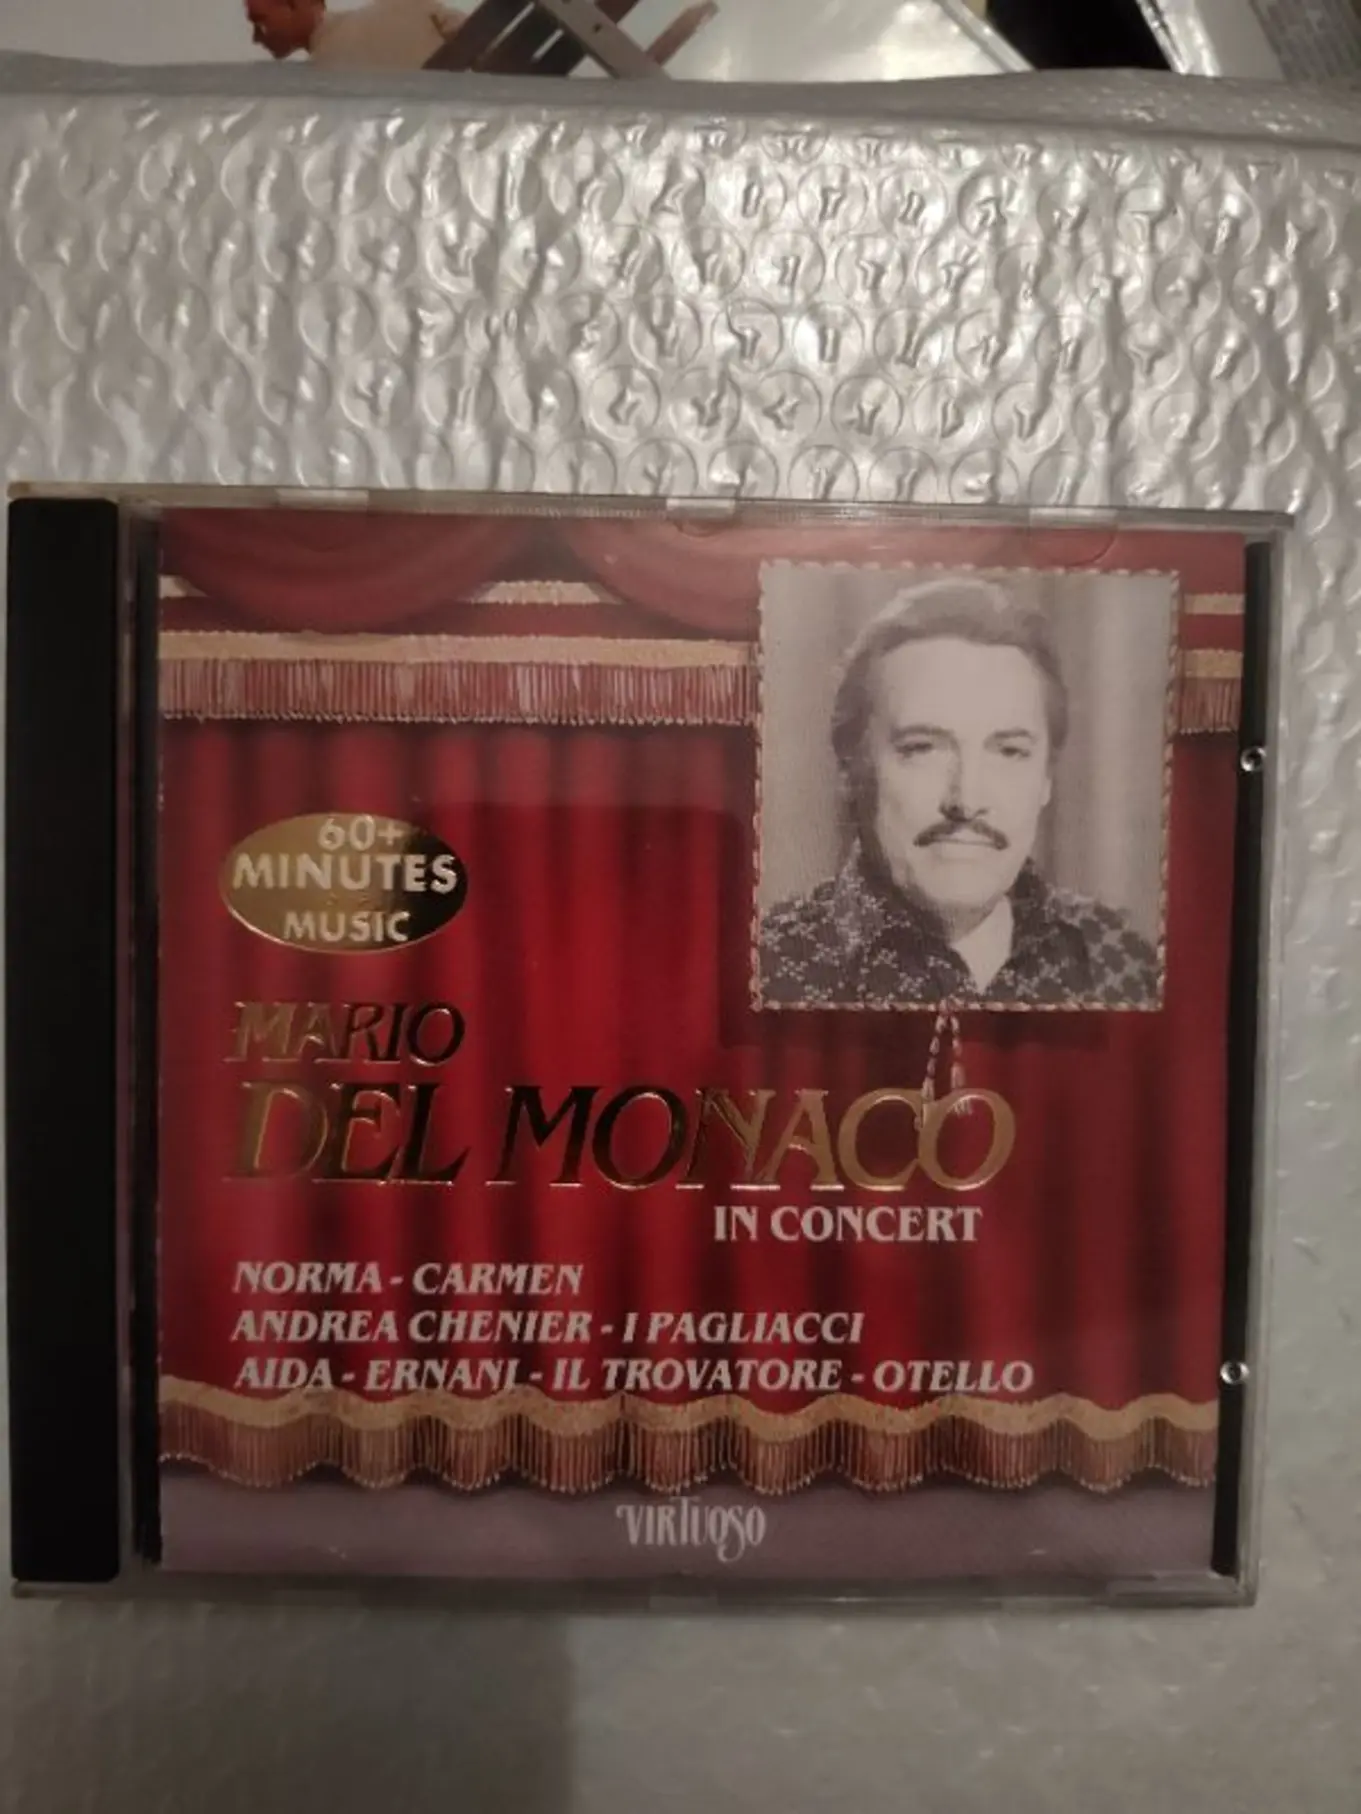 60+
MINUTES
MUSIC
MARIO
DEL MONACO
IN CONCERT
NORMA - CARMEN
ANDREA CHENIER - I PAGLIACCI
AIDA - ERNANI - IL TROVATORE - OTELLO
VIRTUOSO